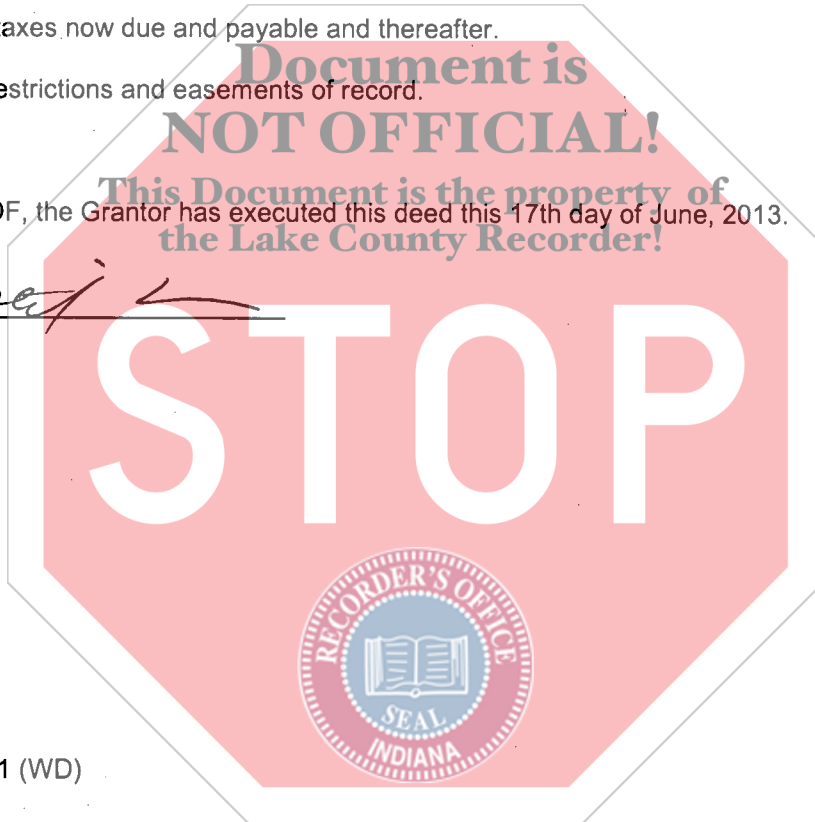 taxes now due and payable and thereafter.
Document is
estrictions and easements of record.
NOT OFFICIAL!
This Document is the property of
OF, the Grantor has executed this deed this 17th day of June, 2013.
the Lake County Recorder!
STOP
RECORDER'S OFFICE
SEAL
INDIANA
1 (WD)